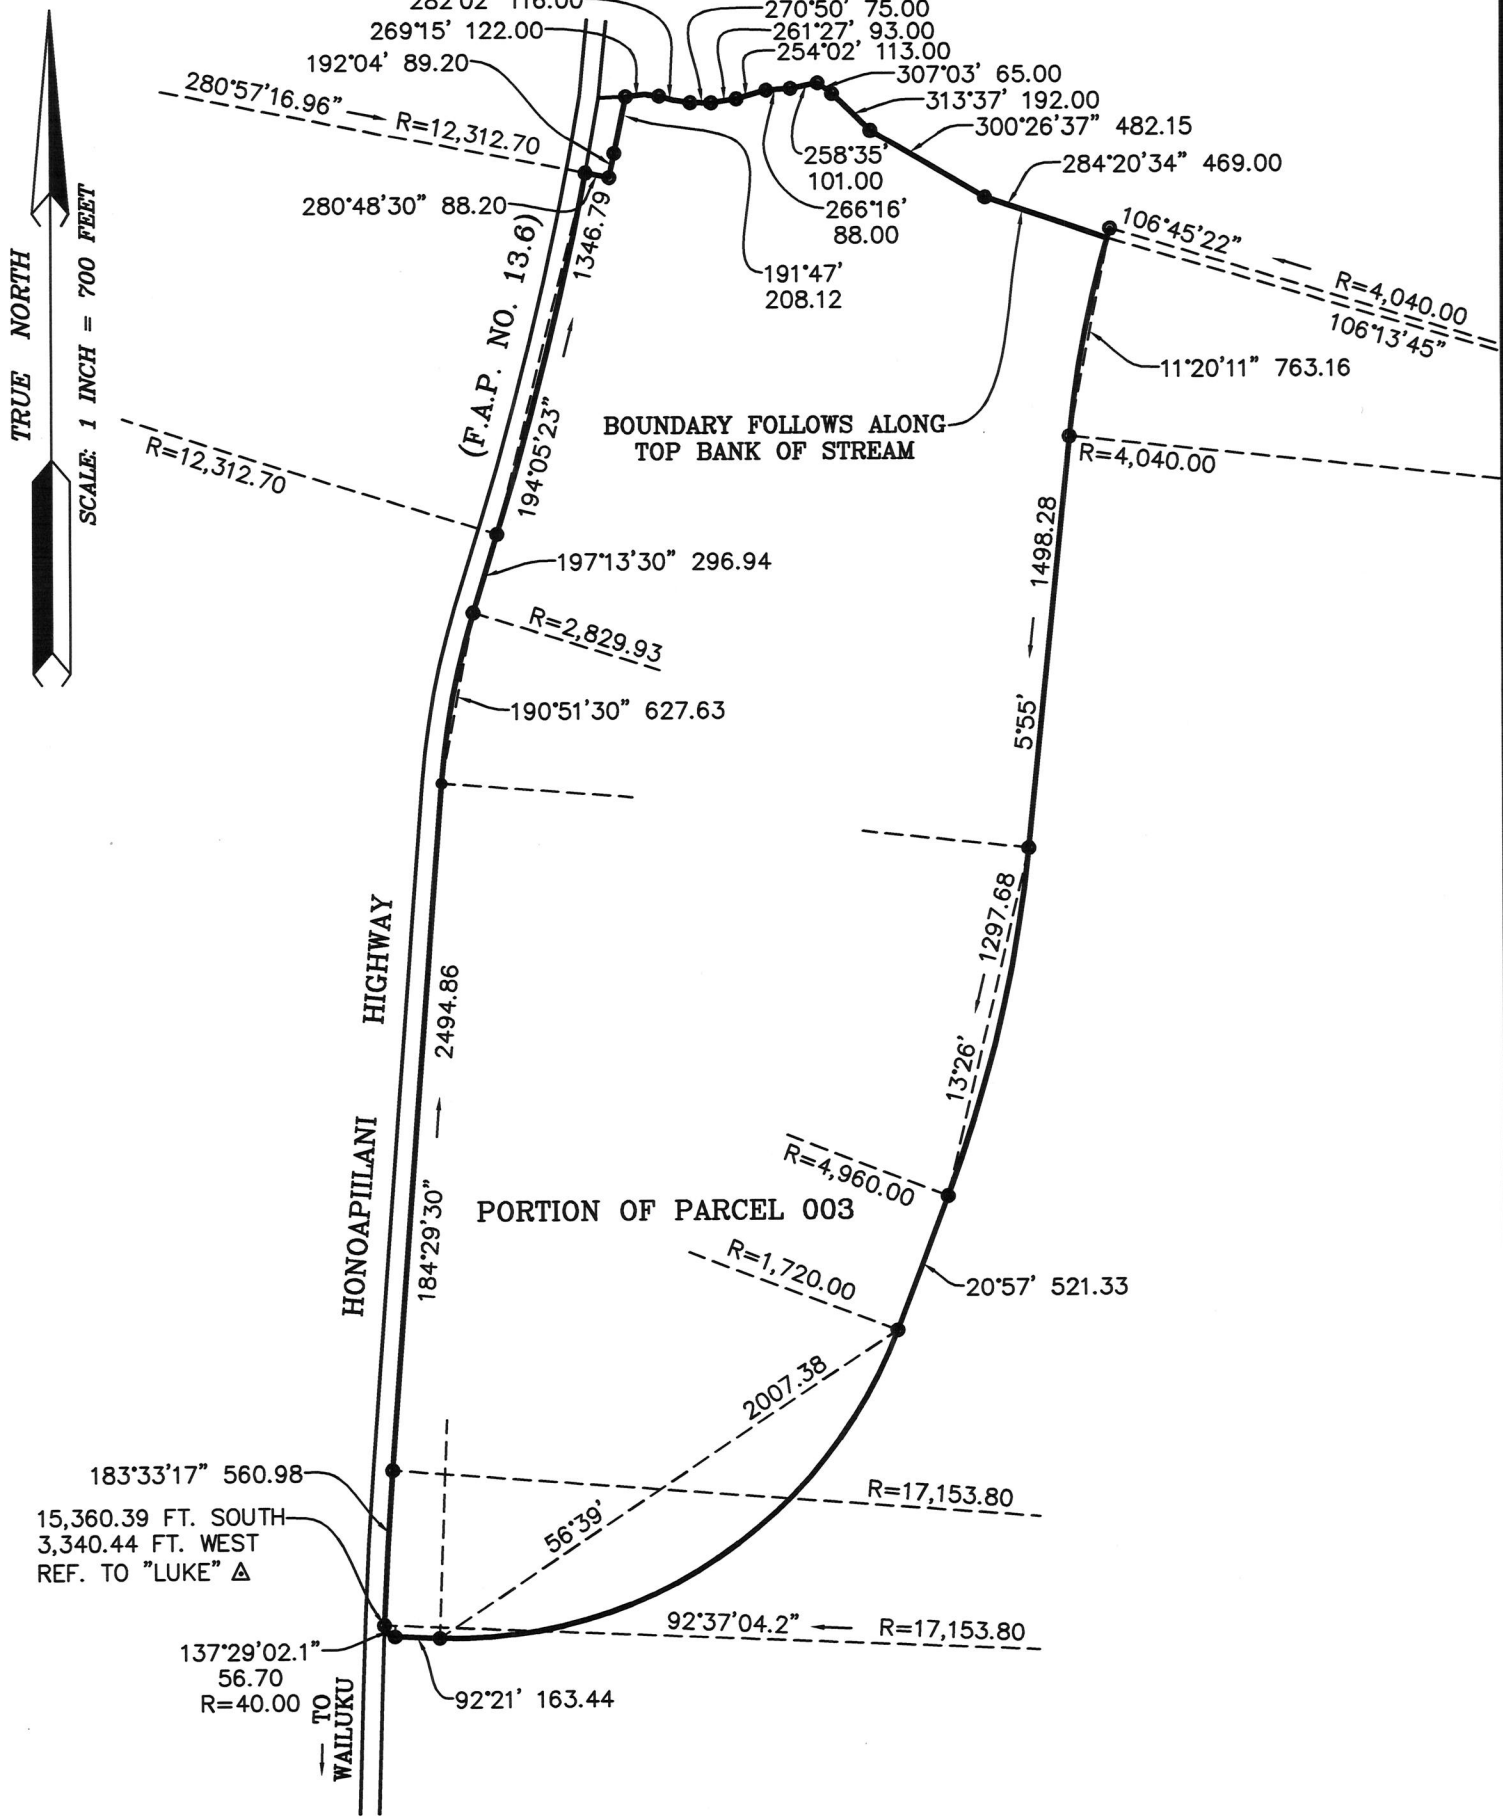 282°02' 116.00
270°50' 75.00
269°15' 122.00
261°27' 93.00
254°02' 113.00
192°04' 89.20
307°03' 65.00
280°57'16.96"
313°37' 192.00
R=12,312.70
300°26'37" 482.15
258°35'
101.00
284°20'34" 469.00
280°48'30" 88.20
266°16'
88.00
106°45'22"
1346.79
191°47'
208.12
R=4,040.00
106°13'45"
(F.A.P. NO. 13.6)
11°20'11" 763.16
TRUE NORTH
SCALE: 1 INCH = 700 FEET
BOUNDARY FOLLOWS ALONG
TOP BANK OF STREAM
R=12,312.70
R=4,040.00
194°05'23"
1498.28
197°13'30" 296.94
R=2,829.93
190°51'30" 627.63
5°55'
1297.68
HONOAPIILANI HIGHWAY
2494.86
13°26'
R=4,960.00
184°29'30"
PORTION OF PARCEL 003
R=1,720.00
20°57' 521.33
2007.38
183°33'17" 560.98
R=17,153.80
15,360.39 FT. SOUTH
3,340.44 FT. WEST
REF. TO "LUKE"
56°39'
92°37'04.2"
R=17,153.80
137°29'02.1"
56.70
R=40.00
92°21' 163.44
TO
WAILUKU